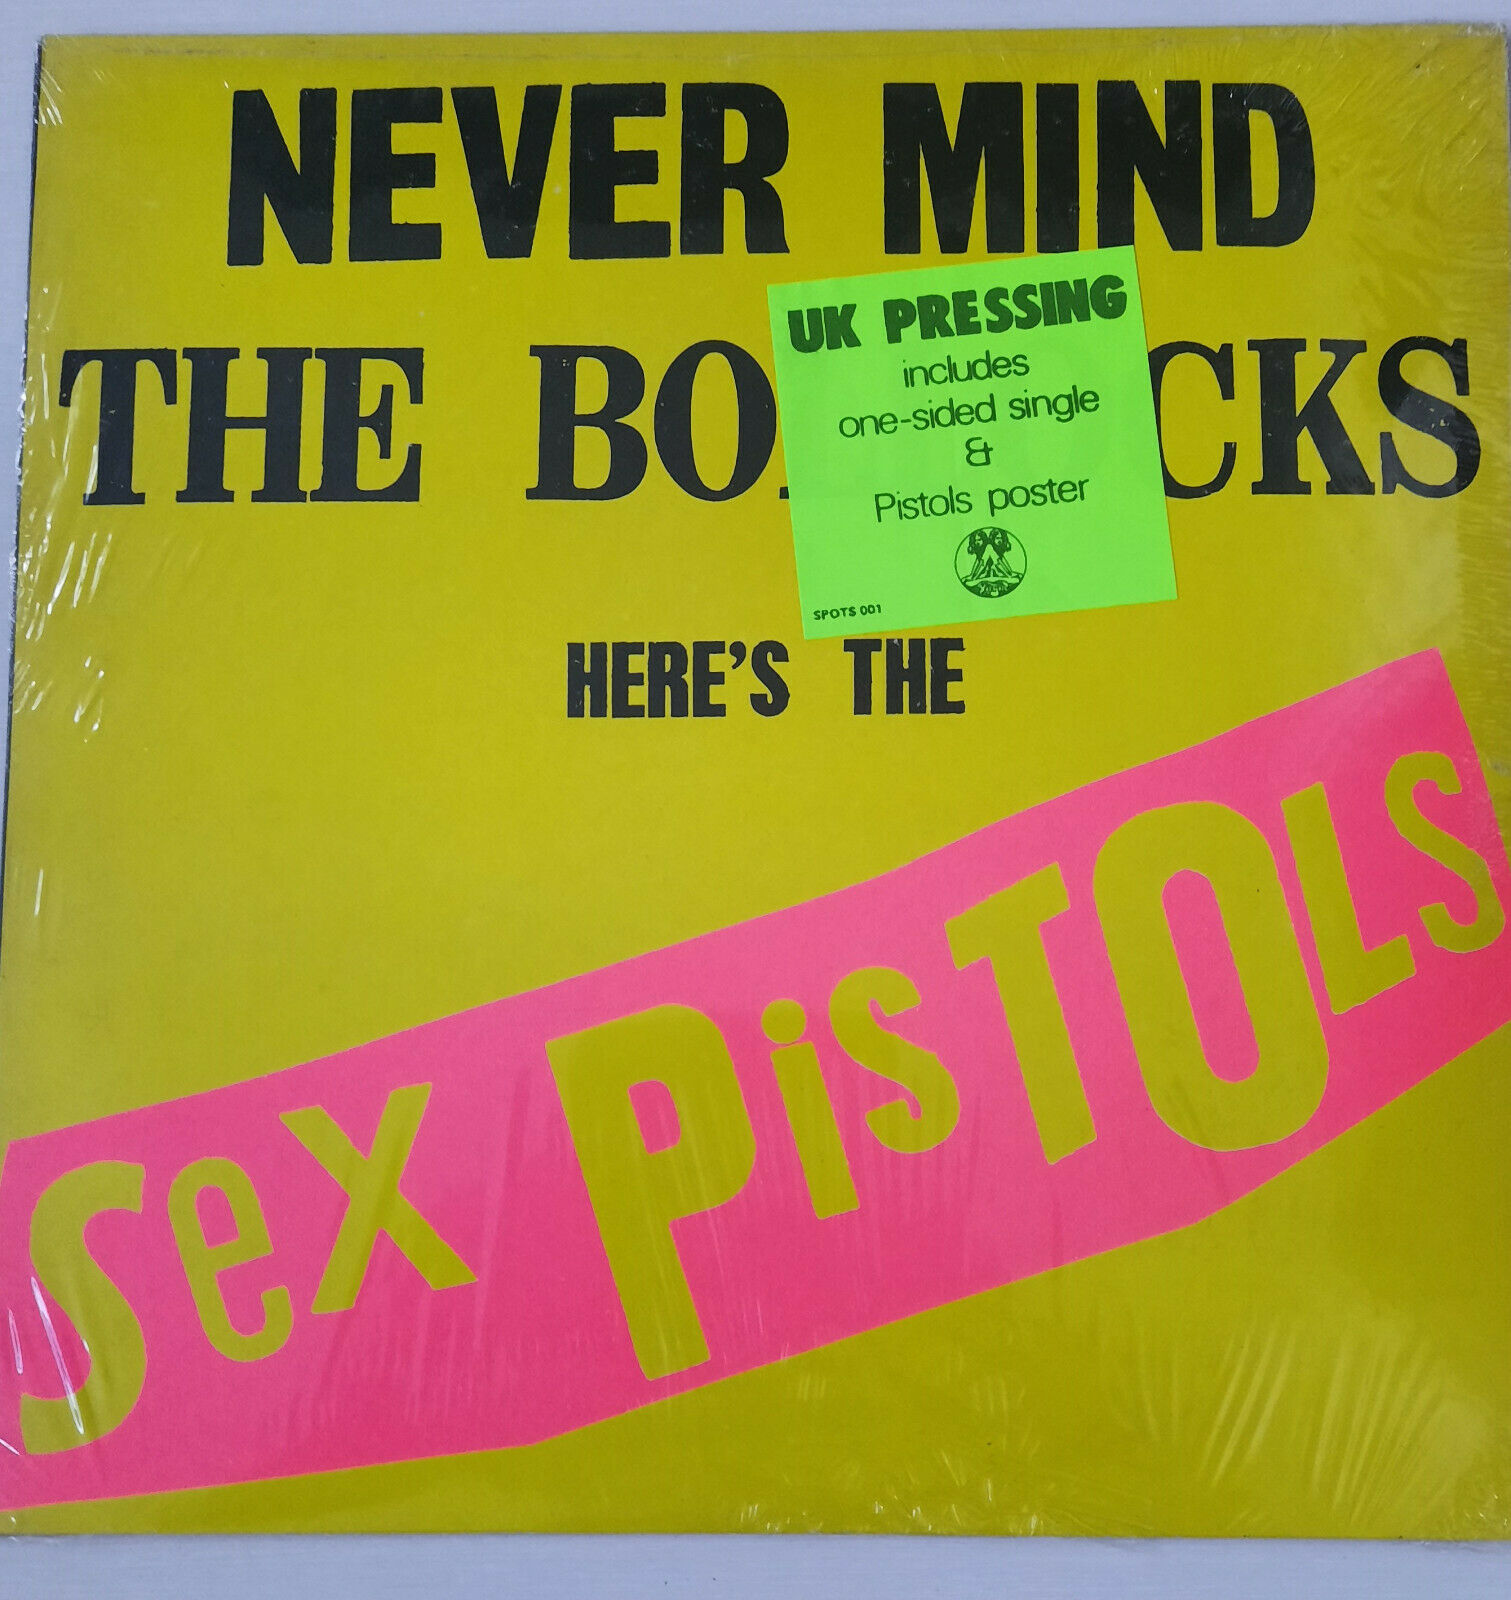 NEVER MIND
THE BO CKS
UK PRESSING
includes
one-sided single
&
Pistols poster
SPOTS 001
HERE'S THE
Sex PiSTOLS